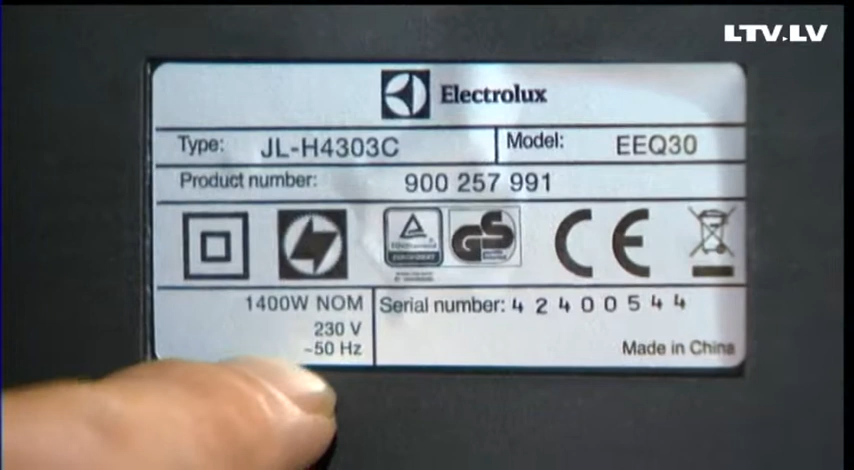 LTV.LV
Electrolux
Type: JL-H4303C Model: EEQ30
Product number: 900 257 991
GS CE
1400W NOM
230 V
~50 Hz
Serial number: 4 2 4 0 0 5 4 4
Made in China